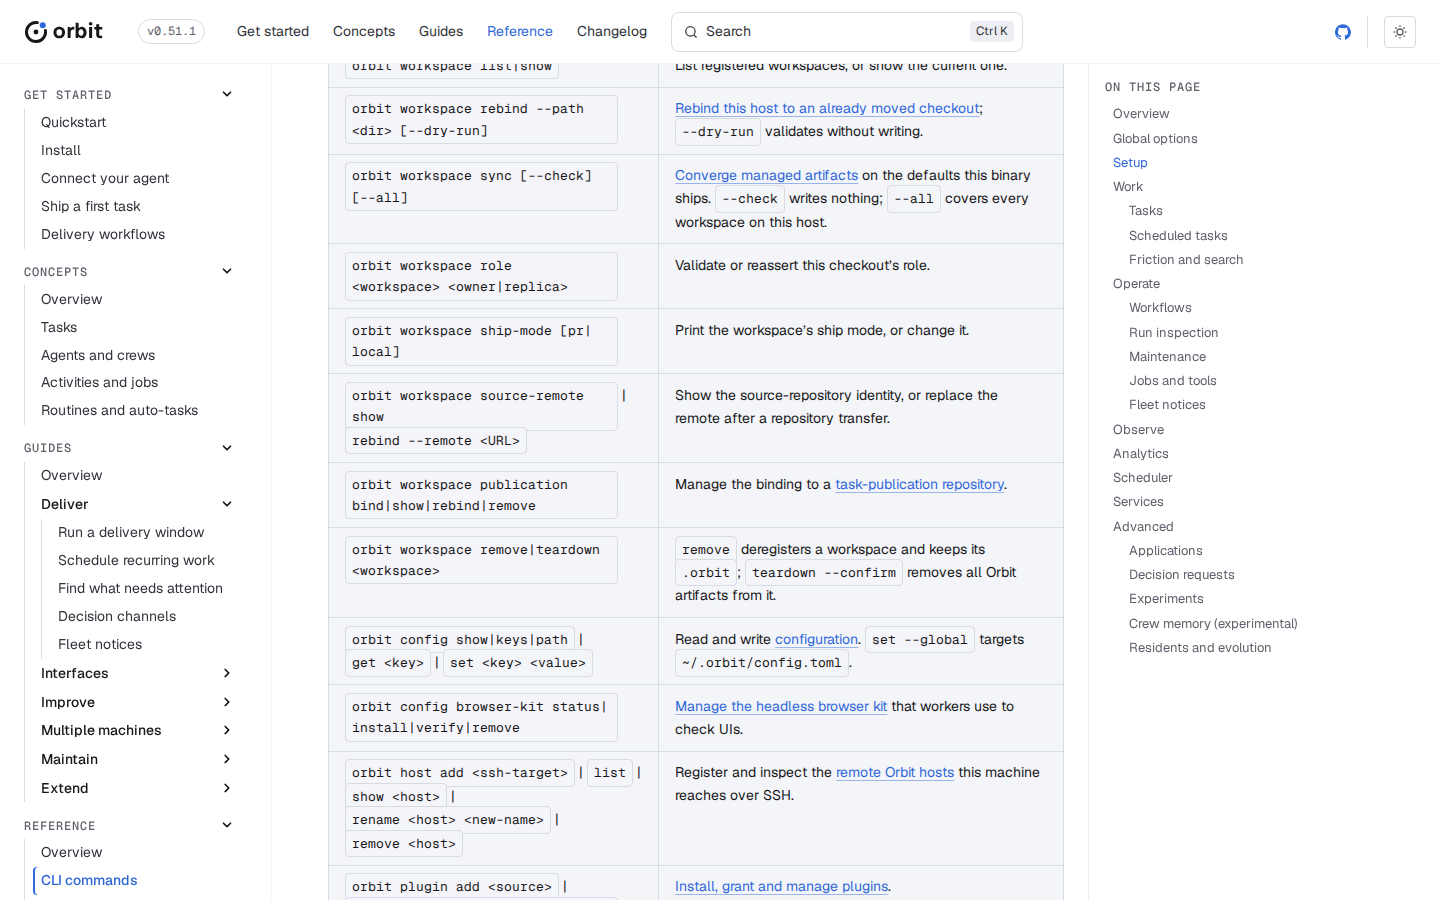 orbit
v0.51.1
Get started
Concepts
Guides
Reference
Changelog
Search
Ctrl K
GET STARTED
Quickstart
Install
Connect your agent
Ship a first task
Delivery workflows
CONCEPTS
Overview
Tasks
Agents and crews
Activities and jobs
Routines and auto-tasks
GUIDES
Overview
Deliver
Run a delivery window
Schedule recurring work
Find what needs attention
Decision channels
Fleet notices
Interfaces
Improve
Multiple machines
Maintain
Extend
REFERENCE
Overview
CLI commands
orbit workspace list|show
List registered workspaces, or show the current one.
orbit workspace rebind --path
<dir> [--dry-run]
Rebind this host to an already moved checkout;
--dry-run validates without writing.
orbit workspace sync [--check]
[--all]
Converge managed artifacts on the defaults this binary
ships. --check writes nothing; --all covers every
workspace on this host.
orbit workspace role
<workspace> <owner|replica>
Validate or reassert this checkout's role.
orbit workspace ship-mode [pr|
local]
Print the workspace's ship mode, or change it.
orbit workspace source-remote |
show
rebind --remote <URL>
Show the source-repository identity, or replace the
remote after a repository transfer.
orbit workspace publication
bind|show|rebind|remove
Manage the binding to a task-publication repository.
orbit workspace remove|teardown
<workspace>
remove deregisters a workspace and keeps its
.orbit; teardown --confirm removes all Orbit
artifacts from it.
orbit config show|keys|path |
get <key> | set <key> <value>
Read and write configuration. set --global targets
~/.orbit/config.toml.
orbit config browser-kit status|
install|verify|remove
Manage the headless browser kit that workers use to
check UIs.
orbit host add <ssh-target> | list |
show <host> |
rename <host> <new-name> |
remove <host>
Register and inspect the remote Orbit hosts this machine
reaches over SSH.
orbit plugin add <source> |
Install, grant and manage plugins.
ON THIS PAGE
Overview
Global options
Setup
Work
Tasks
Scheduled tasks
Friction and search
Operate
Workflows
Run inspection
Maintenance
Jobs and tools
Fleet notices
Observe
Analytics
Scheduler
Services
Advanced
Applications
Decision requests
Experiments
Crew memory (experimental)
Residents and evolution